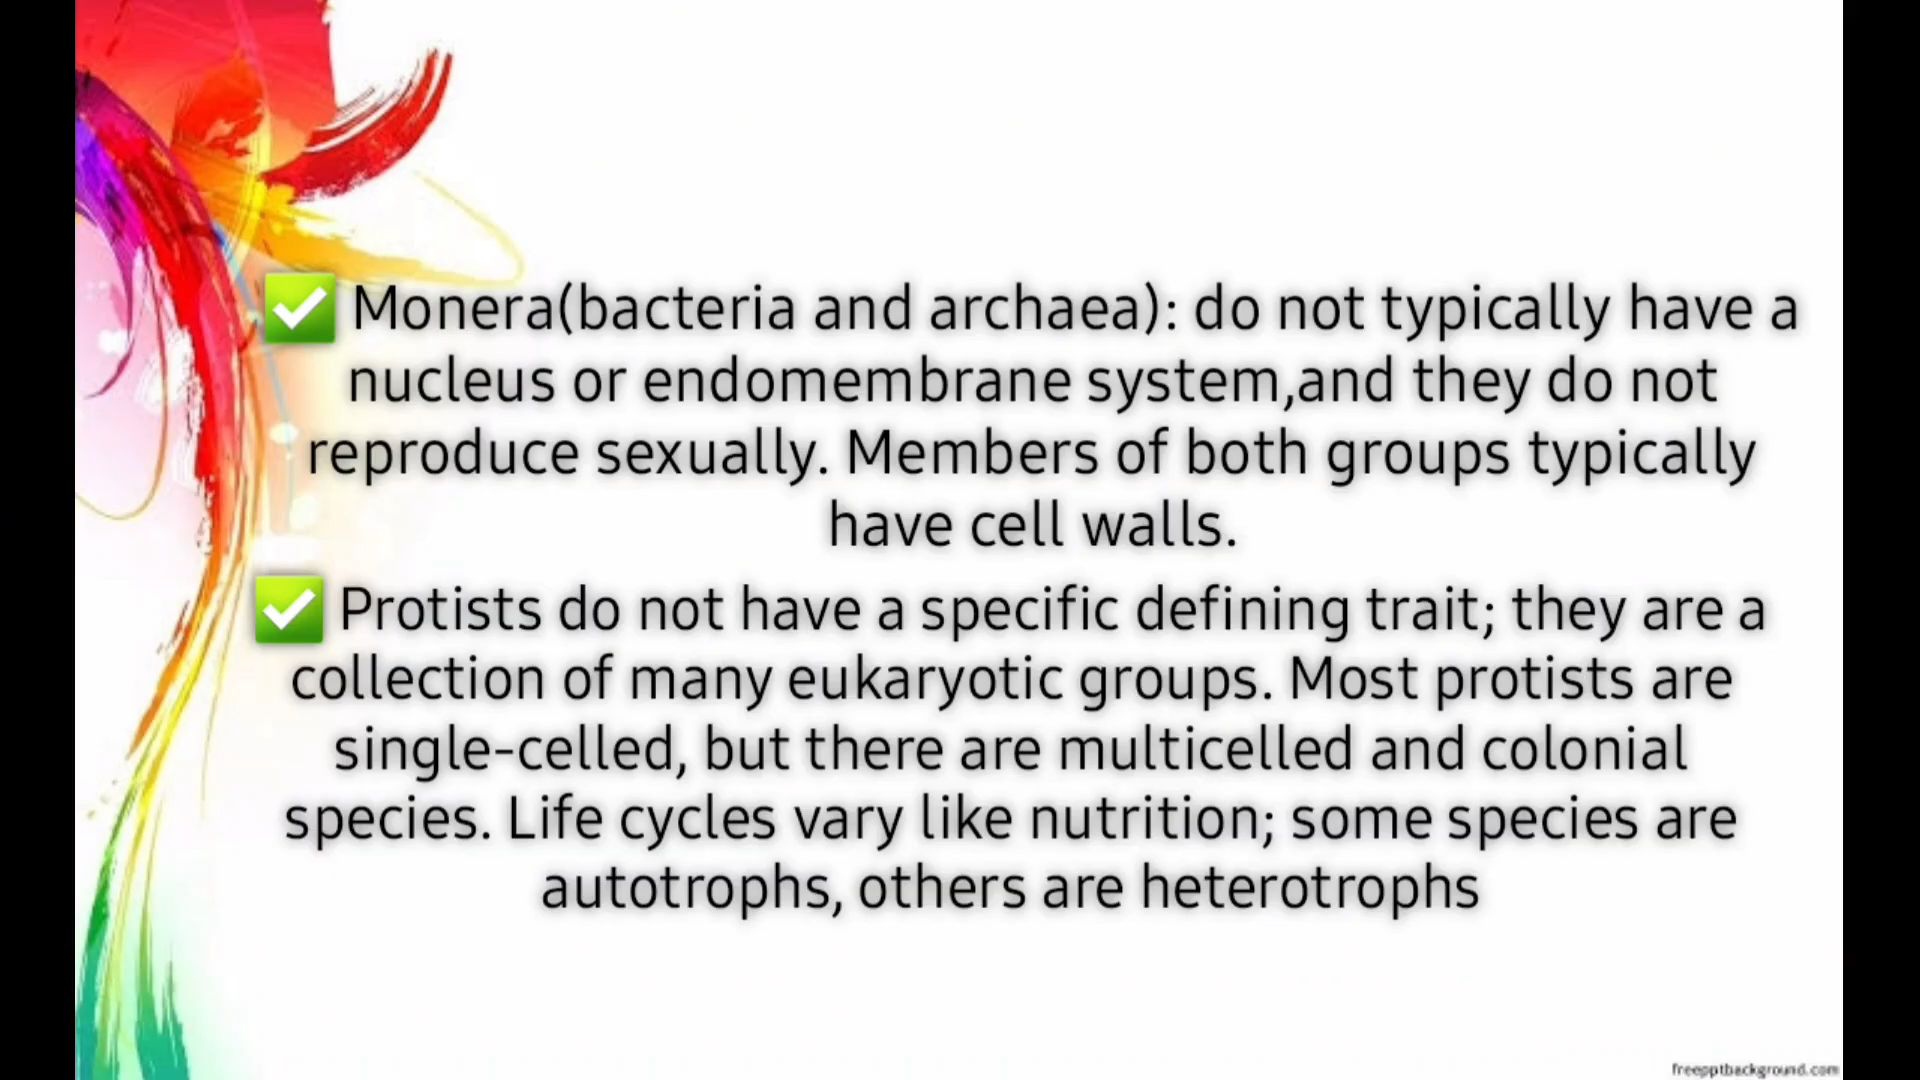 ✅ Monera(bacteria and archaea): do not typically have a
nucleus or endomembrane system,and they do not
reproduce sexually. Members of both groups typically
have cell walls.
✅ Protists do not have a specific defining trait; they are a
collection of many eukaryotic groups. Most protists are
single-celled, but there are multicelled and colonial
species. Life cycles vary like nutrition; some species are
autotrophs, others are heterotrophs
freepptbackground.com